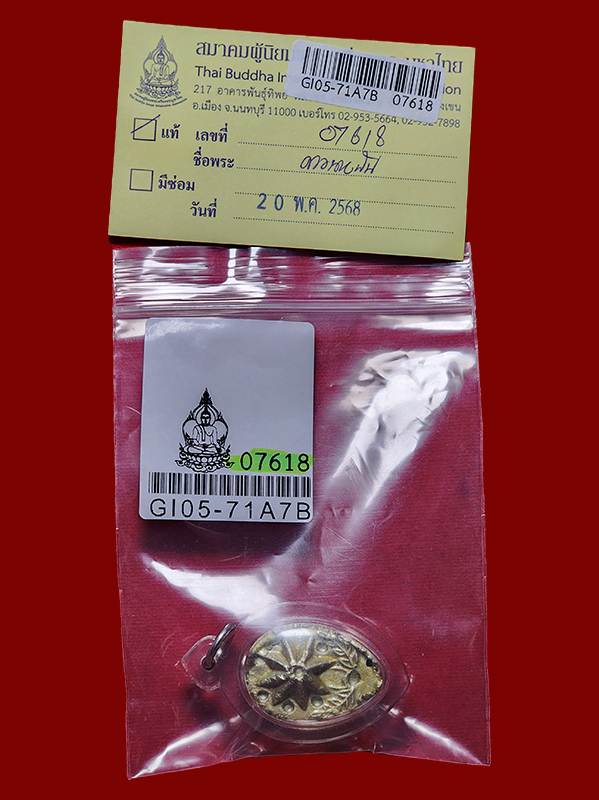 สมาคมผู้นิยม
Thai Buddha
GI05-71A7B 07618
217 อาคารพันธุ์ทิพย์
อ.เมือง จ.นนทบุรี 11000 เบอร์โทร 02-953-5664,
แท้ เลขที่ 07618
ชื่อพระ
มีซ่อม
วันที่ 20 พ.ค. 2568
-07618
GI05-71A7B